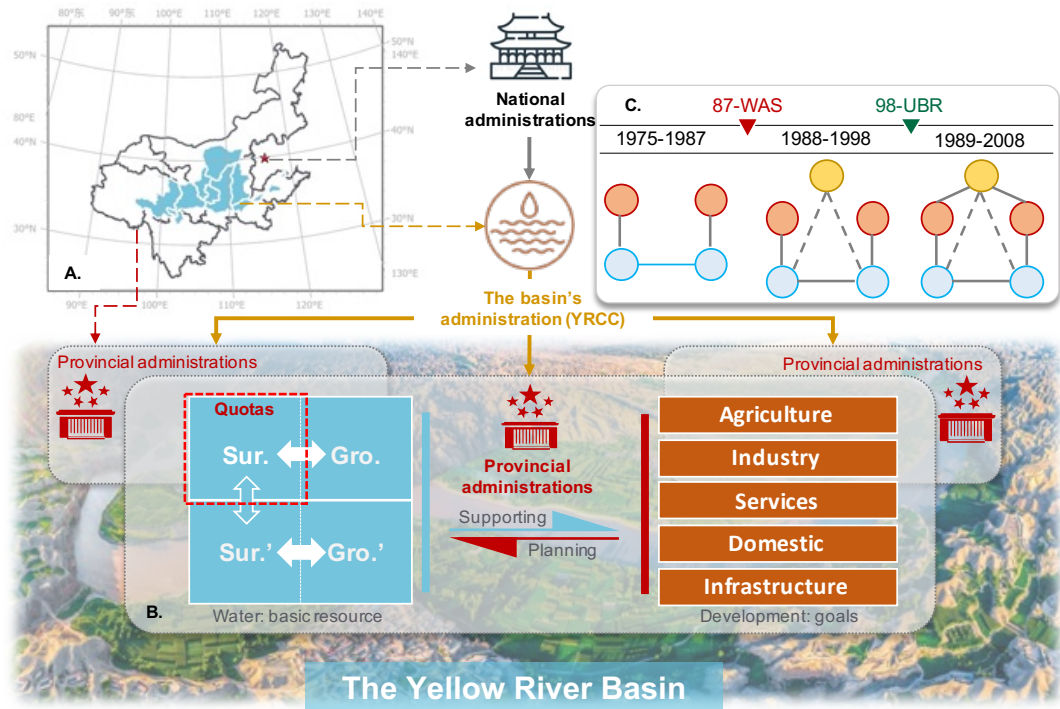 80°东
90°东
100°E
110°E
120°E
130°E
140°E
50°N
50°N
140°E
80°E
40°N
40°N
30°N
30°N
130°E
90°E
100°E
110°E
120°E
A.
National
administrations
C.
87-WAS
98-UBR
1975-1987
1988-1998
1989-2008
The basin's
administration (YRCC)
Provincial administrations
Provincial administrations
Quotas
Sur.
Gro.
Sur.'
Gro.'
Provincial
administrations
Supporting
Planning
Agriculture
Industry
Services
Domestic
Infrastructure
B.
Water: basic resource
Development: goals
The Yellow River Basin